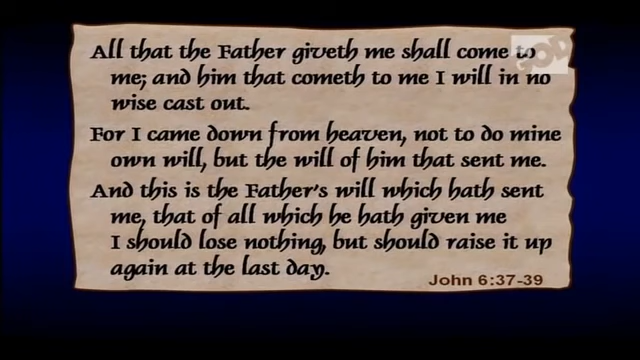 All that the Father giveth me shall come to
me; and him that cometh to me I will in no
wise cast out.
For I came down from heaven, not to do mine
own will, but the will of him that sent me.
And this is the Father's will which hath sent
me, that of all which he hath given me
I should lose nothing, but should raise it up
again at the last day.
John 6:37-39